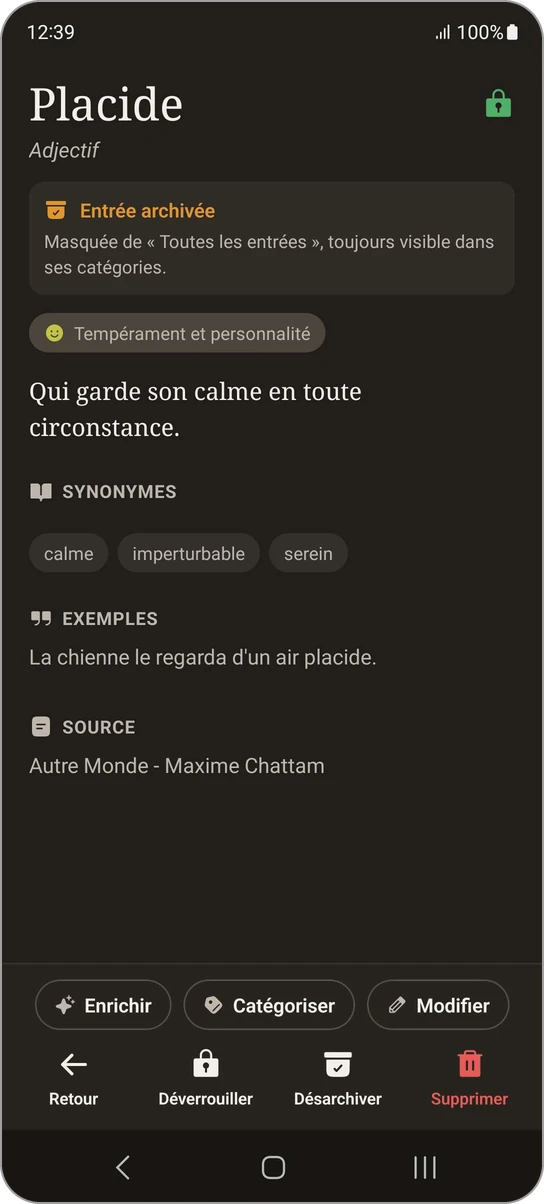 12:39
100%
Placide
Adjectif
Entrée archivée
Masquée de « Toutes les entrées », toujours visible dans
ses catégories.
Tempérament et personnalité
Qui garde son calme en toute
circonstance.
SYNONYMES
calme imperturbable serein
EXEMPLES
La chienne le regarda d'un air placide.
SOURCE
Autre Monde - Maxime Chattam
Enrichir Catégoriser Modifier
Retour Déverrouiller Désarchiver Supprimer